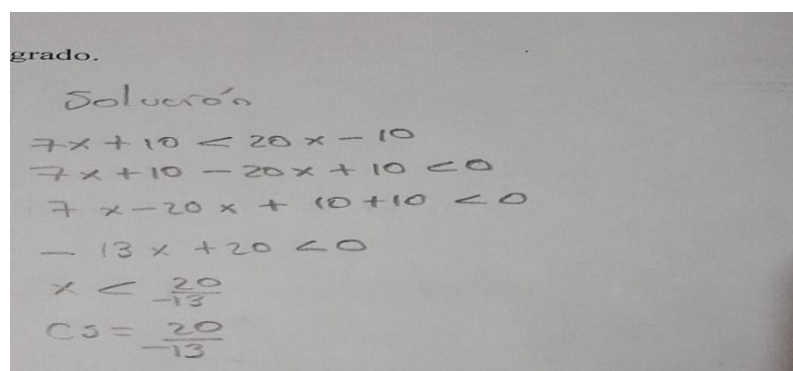 grado.
Solución
7x + 10 < 20x - 10
7x + 10 - 20x + 10 < 0
7x - 20x + 10 + 10 < 0
- 13x + 20 < 0
x < 20/-13
CS = 20/-13